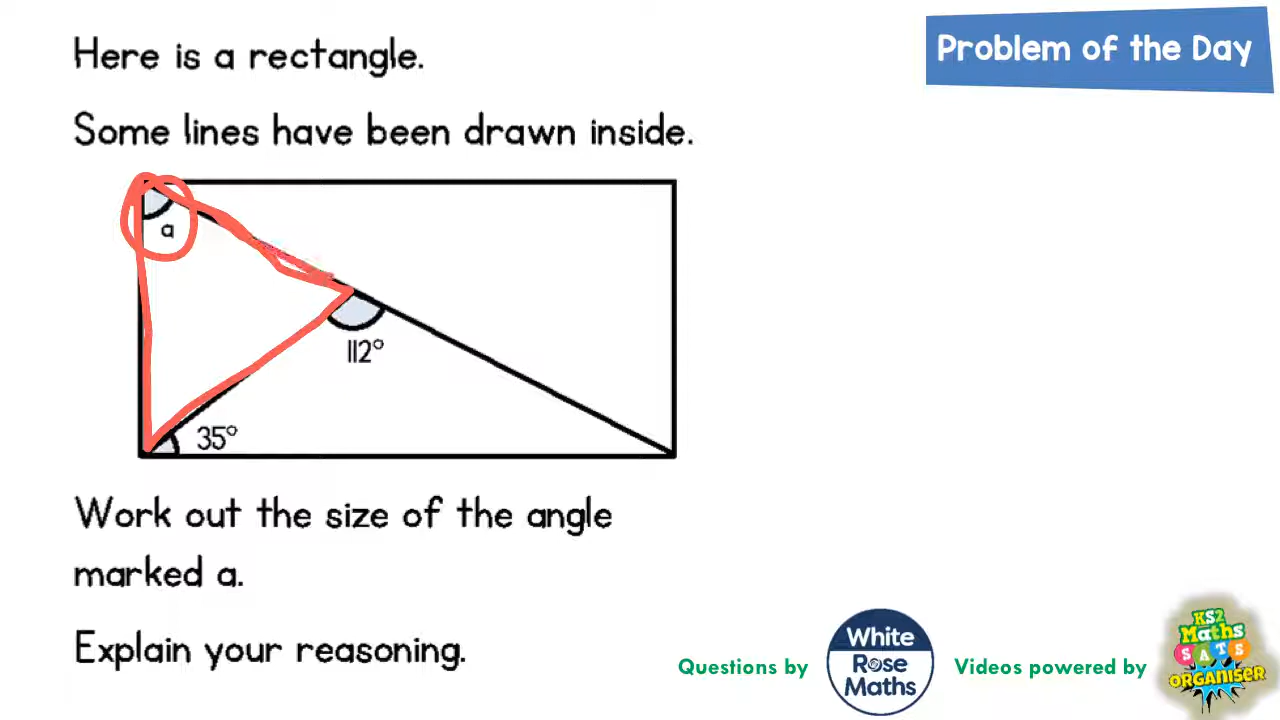 Here is a rectangle.
Problem of the Day
Some lines have been drawn inside.
a
112°
35°
Work out the size of the angle
marked a.
Explain your reasoning.
Questions by
White
Rose
Maths
Videos powered by
KS2
Maths
SATS
ORGANISER